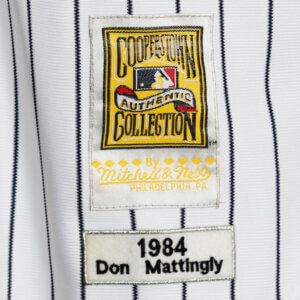 COOPERSTOWN
AUTHENTIC
COLLECTION
By
Mitchell & Ness
PHILADELPHIA, PA
1984
Don Mattingly